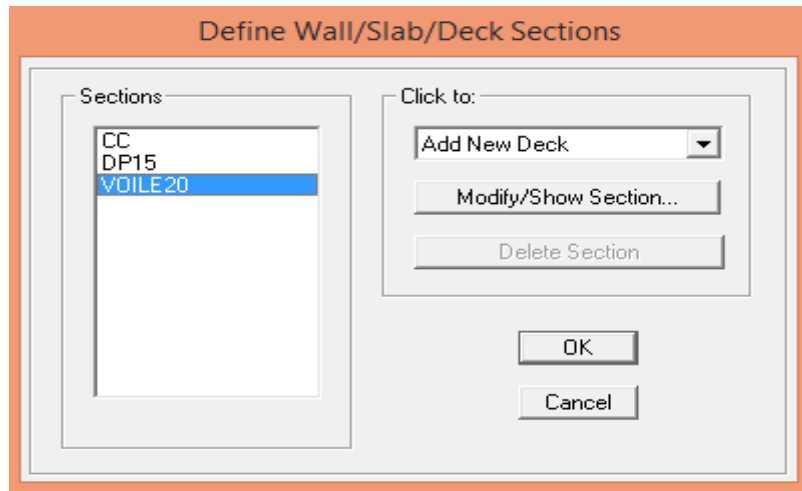 Define Wall/Slab/Deck Sections
Sections
CC
DP15
VOILE20
Click to:
Add New Deck
Modify/Show Section...
Delete Section
OK
Cancel